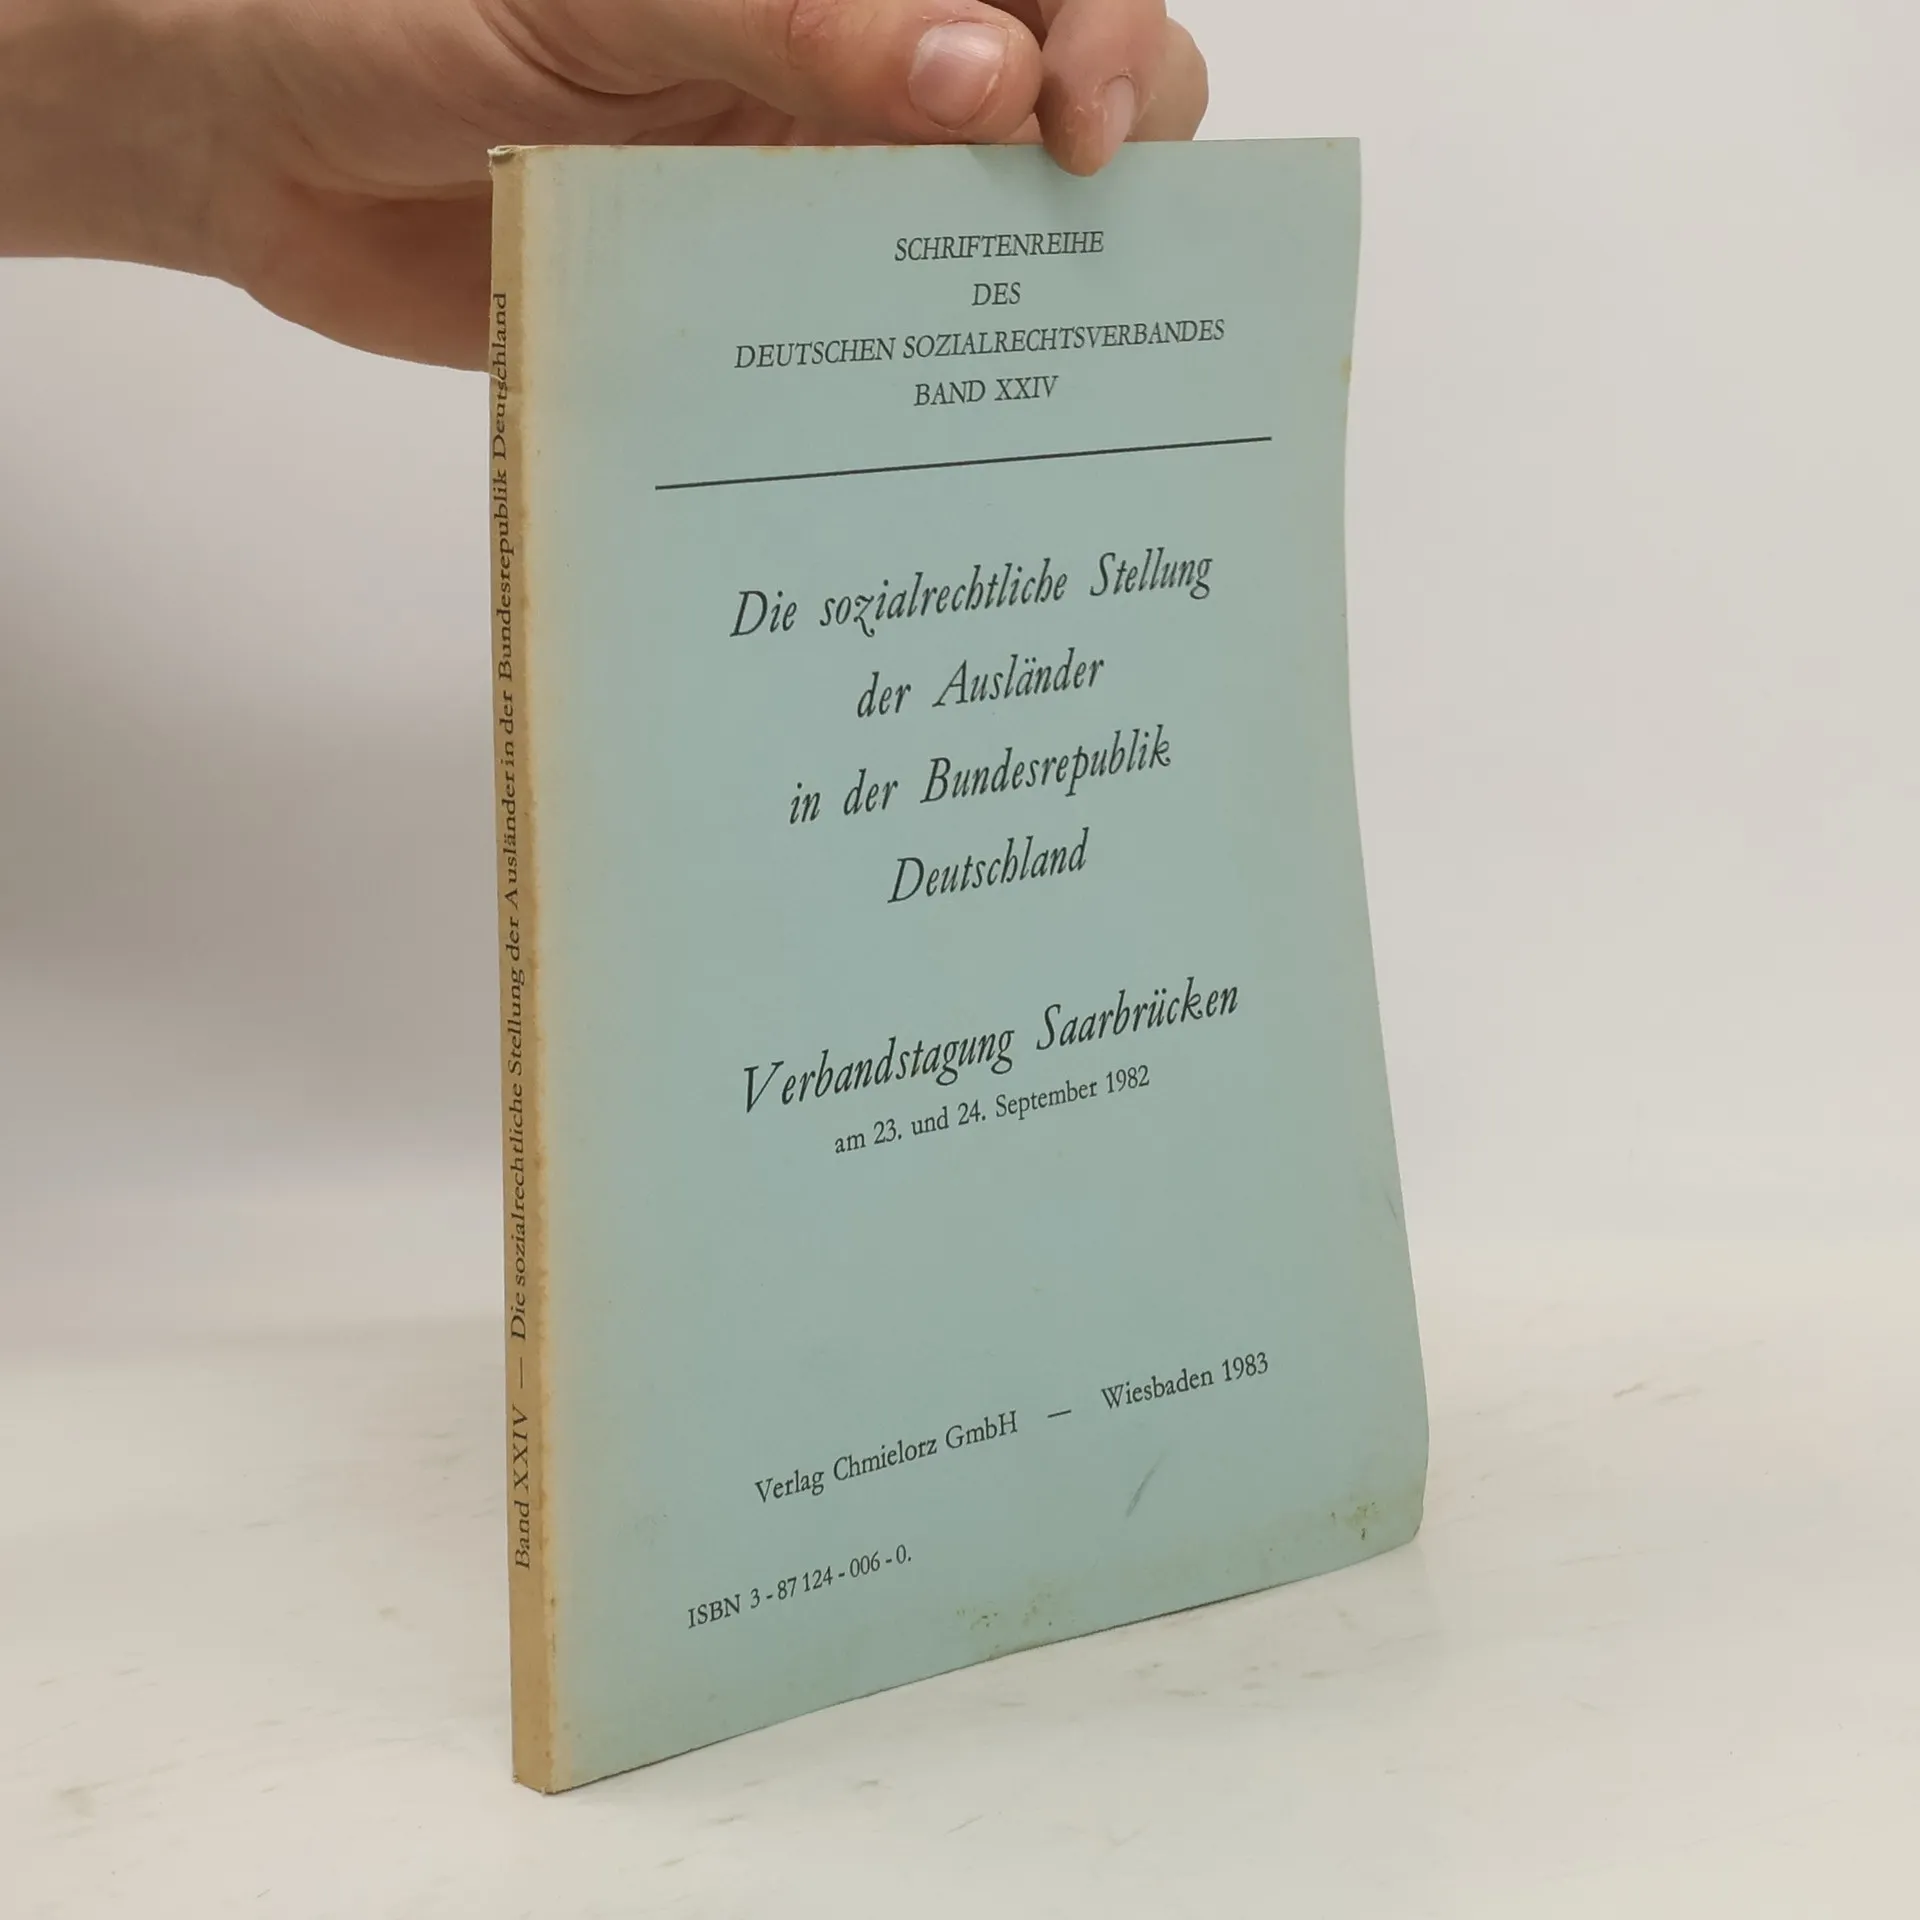 SCHRIFTENREIHE
DES
DEUTSCHEN SOZIALRECHTSVERBANDES
BAND XXIV
Die sozialrechtliche Stellung
der Ausländer
in der Bundesrepublik
Deutschland
Verbandstagung Saarbrücken
am 23. und 24. September 1982
Verlag Chmielorz GmbH — Wiesbaden 1983
ISBN 3-87124-006-0.
Band XXIV — Die sozialrechtliche Stellung der Ausländer in der Bundesrepublik Deutschland